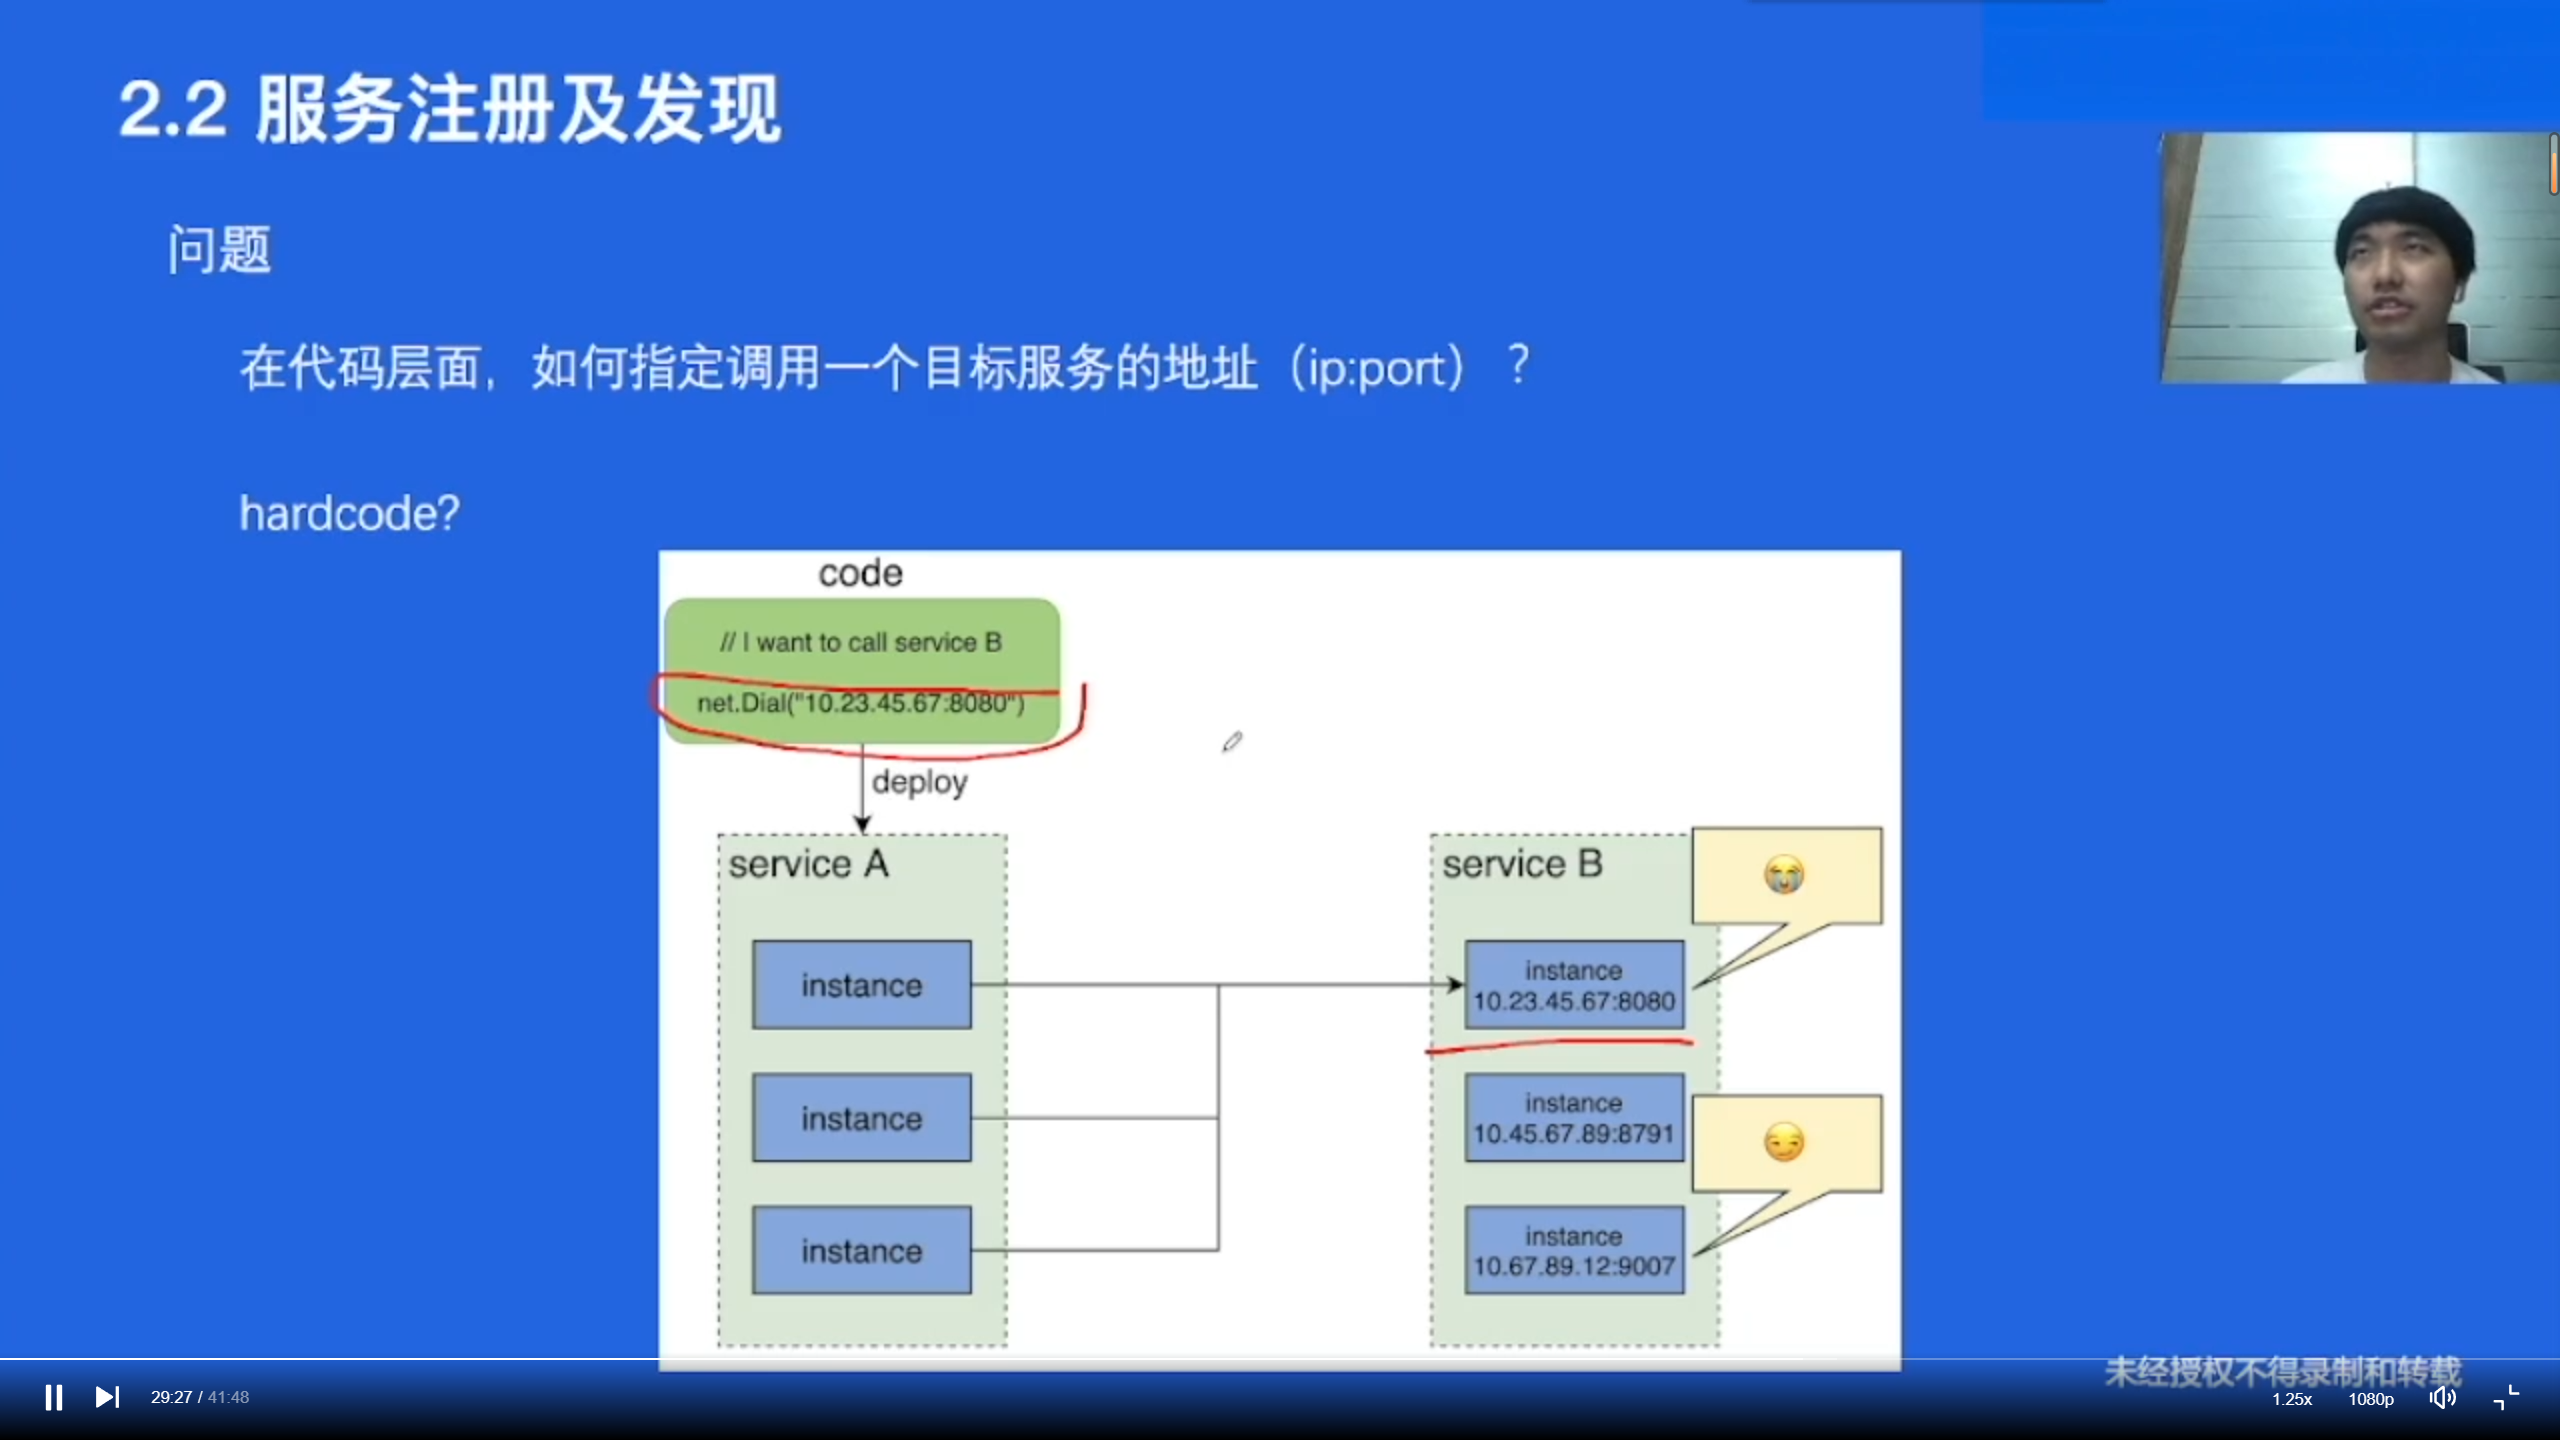 2.2 服务注册及发现
问题
在代码层面，如何指定调用一个目标服务的地址（ip:port）？
hardcode?
code
// I want to call service B
net.Dial("10.23.45.67:8080")
deploy
service A
instance
instance
instance
service B
instance
10.23.45.67:8080
instance
10.45.67.89:8791
instance
10.67.89.12:9007
未经授权不得录制和转载
29:27 / 41:48
1.25x
1080p